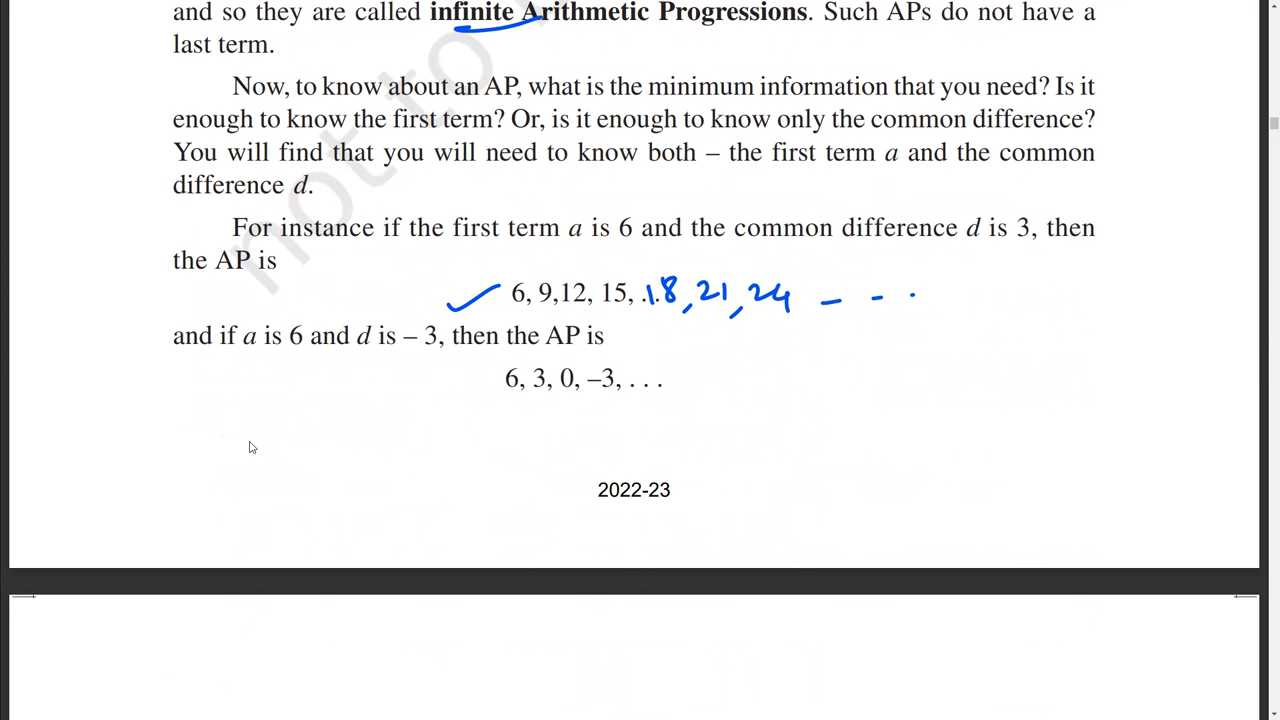 and so they are called infinite Arithmetic Progressions. Such APs do not have a
last term.
Now, to know about an AP, what is the minimum information that you need? Is it
enough to know the first term? Or, is it enough to know only the common difference?
You will find that you will need to know both – the first term a and the common
difference d.
For instance if the first term a is 6 and the common difference d is 3, then
the AP is
6, 9,12, 15, . .18, 21, 24 – – .
and if a is 6 and d is – 3, then the AP is
6, 3, 0, –3, . . .
2022-23
not to